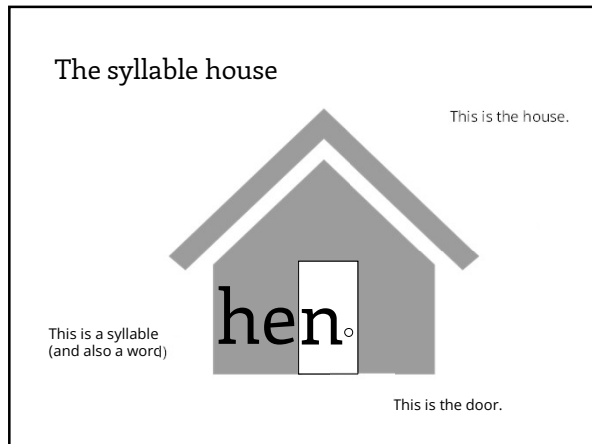 The syllable house
This is the house.
hen
This is a syllable
(and also a word)
This is the door.